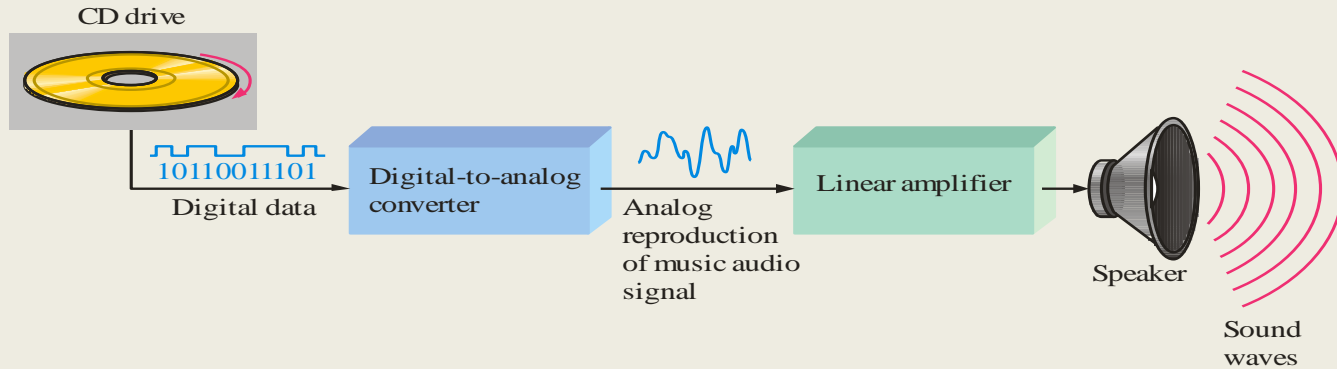 CD drive
10110011101
Digital data
Digital-to-analog
converter
Analog
reproduction
of music audio
signal
Linear amplifier
Speaker
Sound
waves